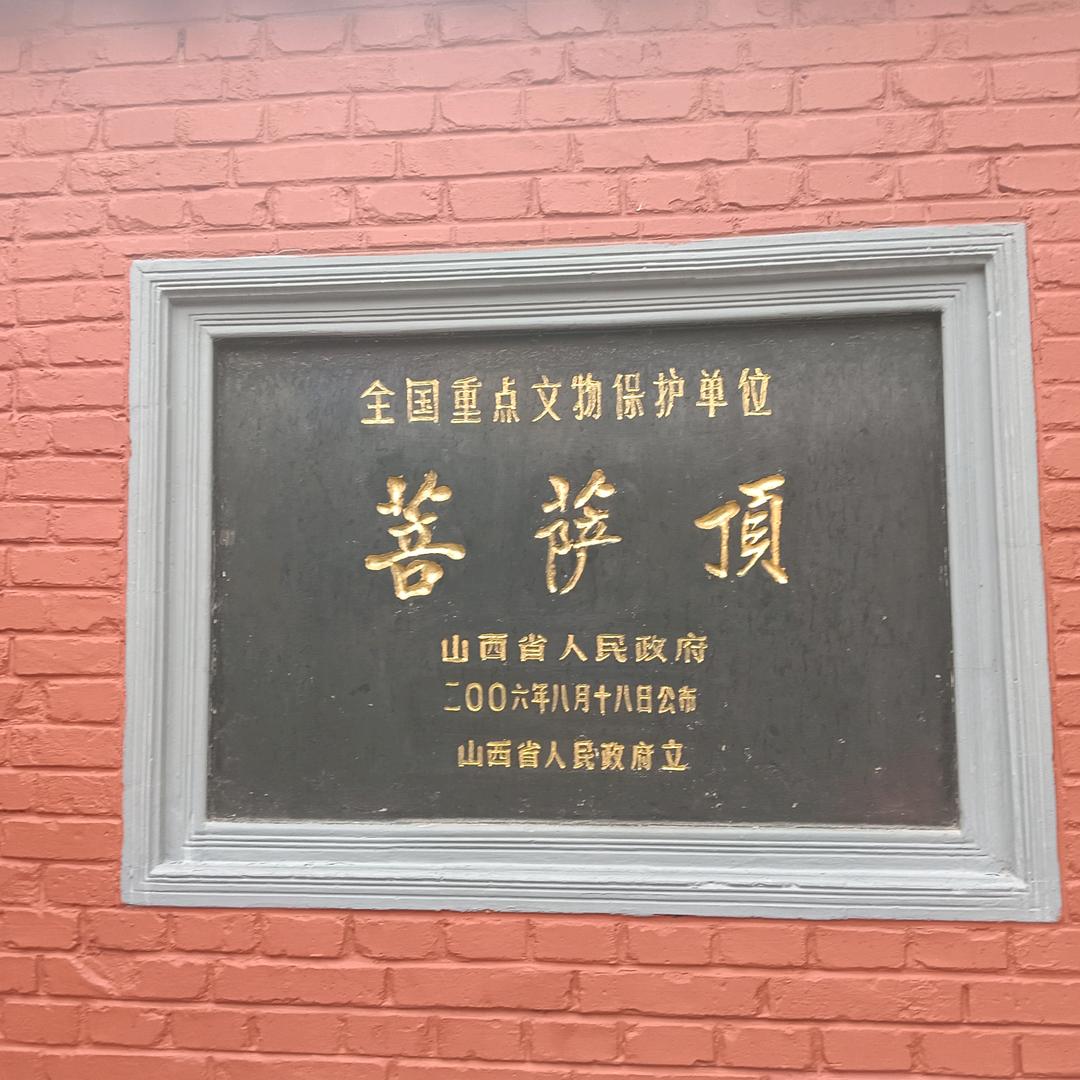 全国重点文物保护单位
菩萨頂
山西省人民政府
二〇〇六年八月十八日公布
山西省人民政府立